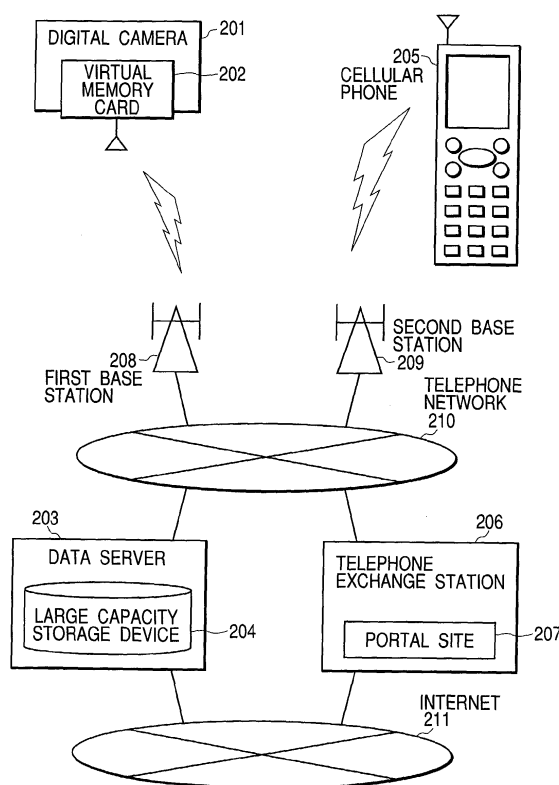 DIGITAL CAMERA
201
VIRTUAL
MEMORY
CARD
202
205
CELLULAR
PHONE
208
FIRST BASE
STATION
SECOND BASE
STATION
209
TELEPHONE
NETWORK
210
203
DATA SERVER
LARGE CAPACITY
STORAGE DEVICE
204
206
TELEPHONE
EXCHANGE STATION
PORTAL SITE
207
INTERNET
211